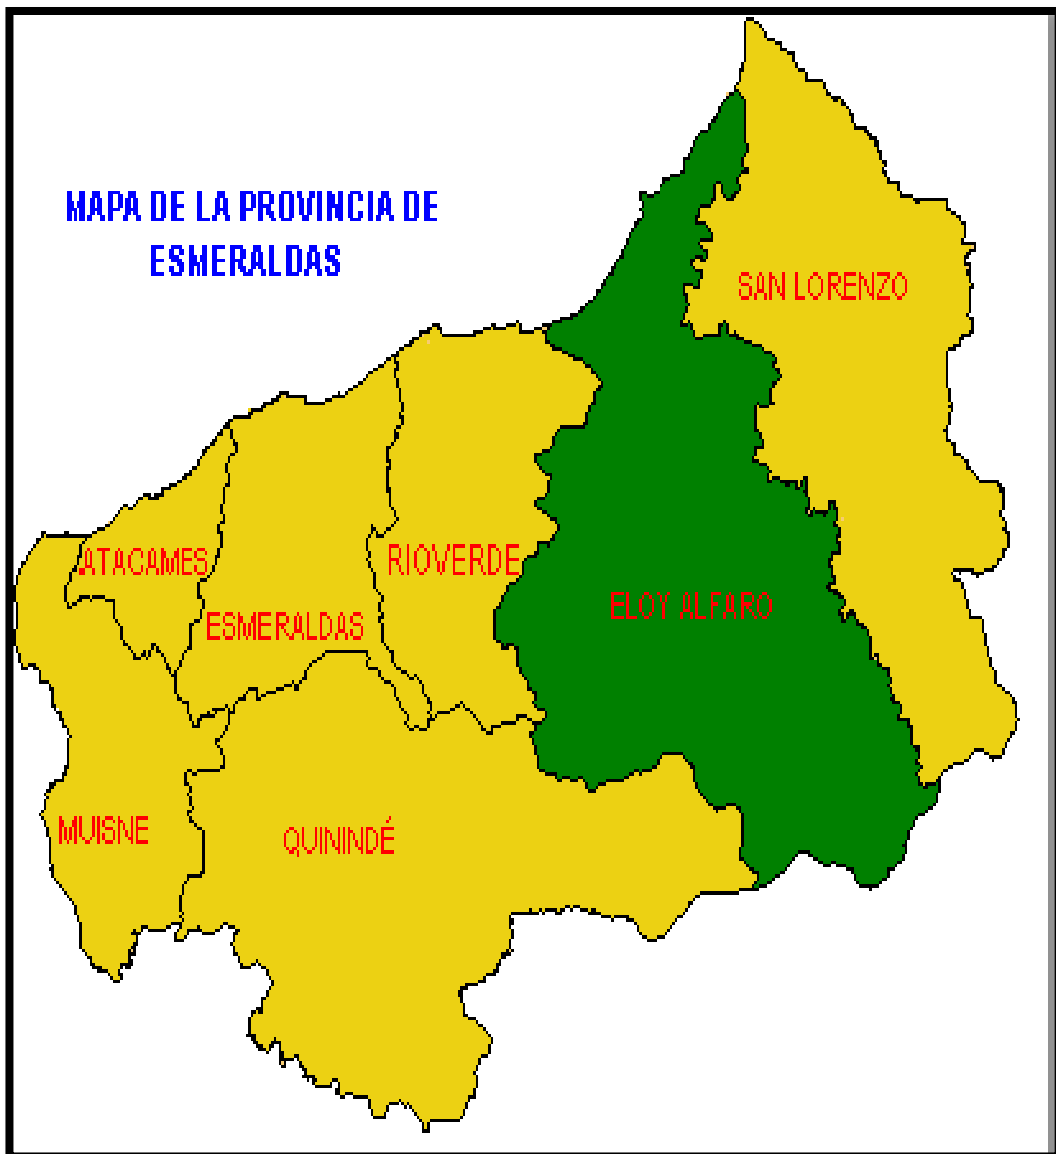 MAPA DE LA PROVINCIA DE
ESMERALDAS
SAN LORENZO
ATACAMES
RIOVERDE
ELOY ALFARO
ESMERALDAS
MUISNE
QUININDÉ